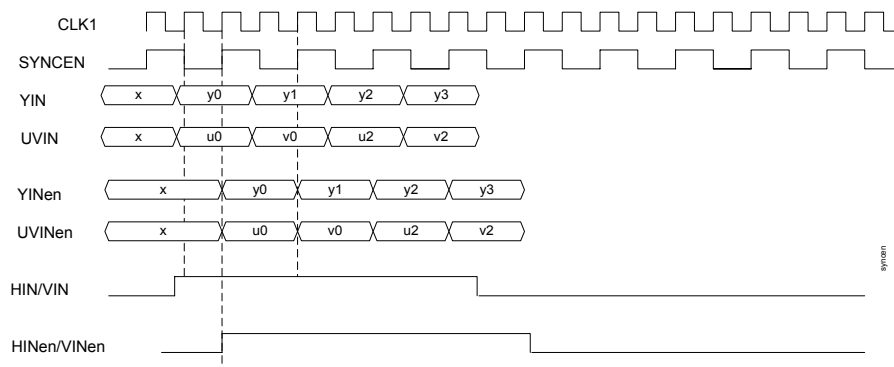 CLK1
SYNCEN
YIN x y0 y1 y2 y3
UVIN x u0 v0 u2 v2
YINen x y0 y1 y2 y3
UVINen x u0 v0 u2 v2
syncen
HIN/VIN
HINen/VINen